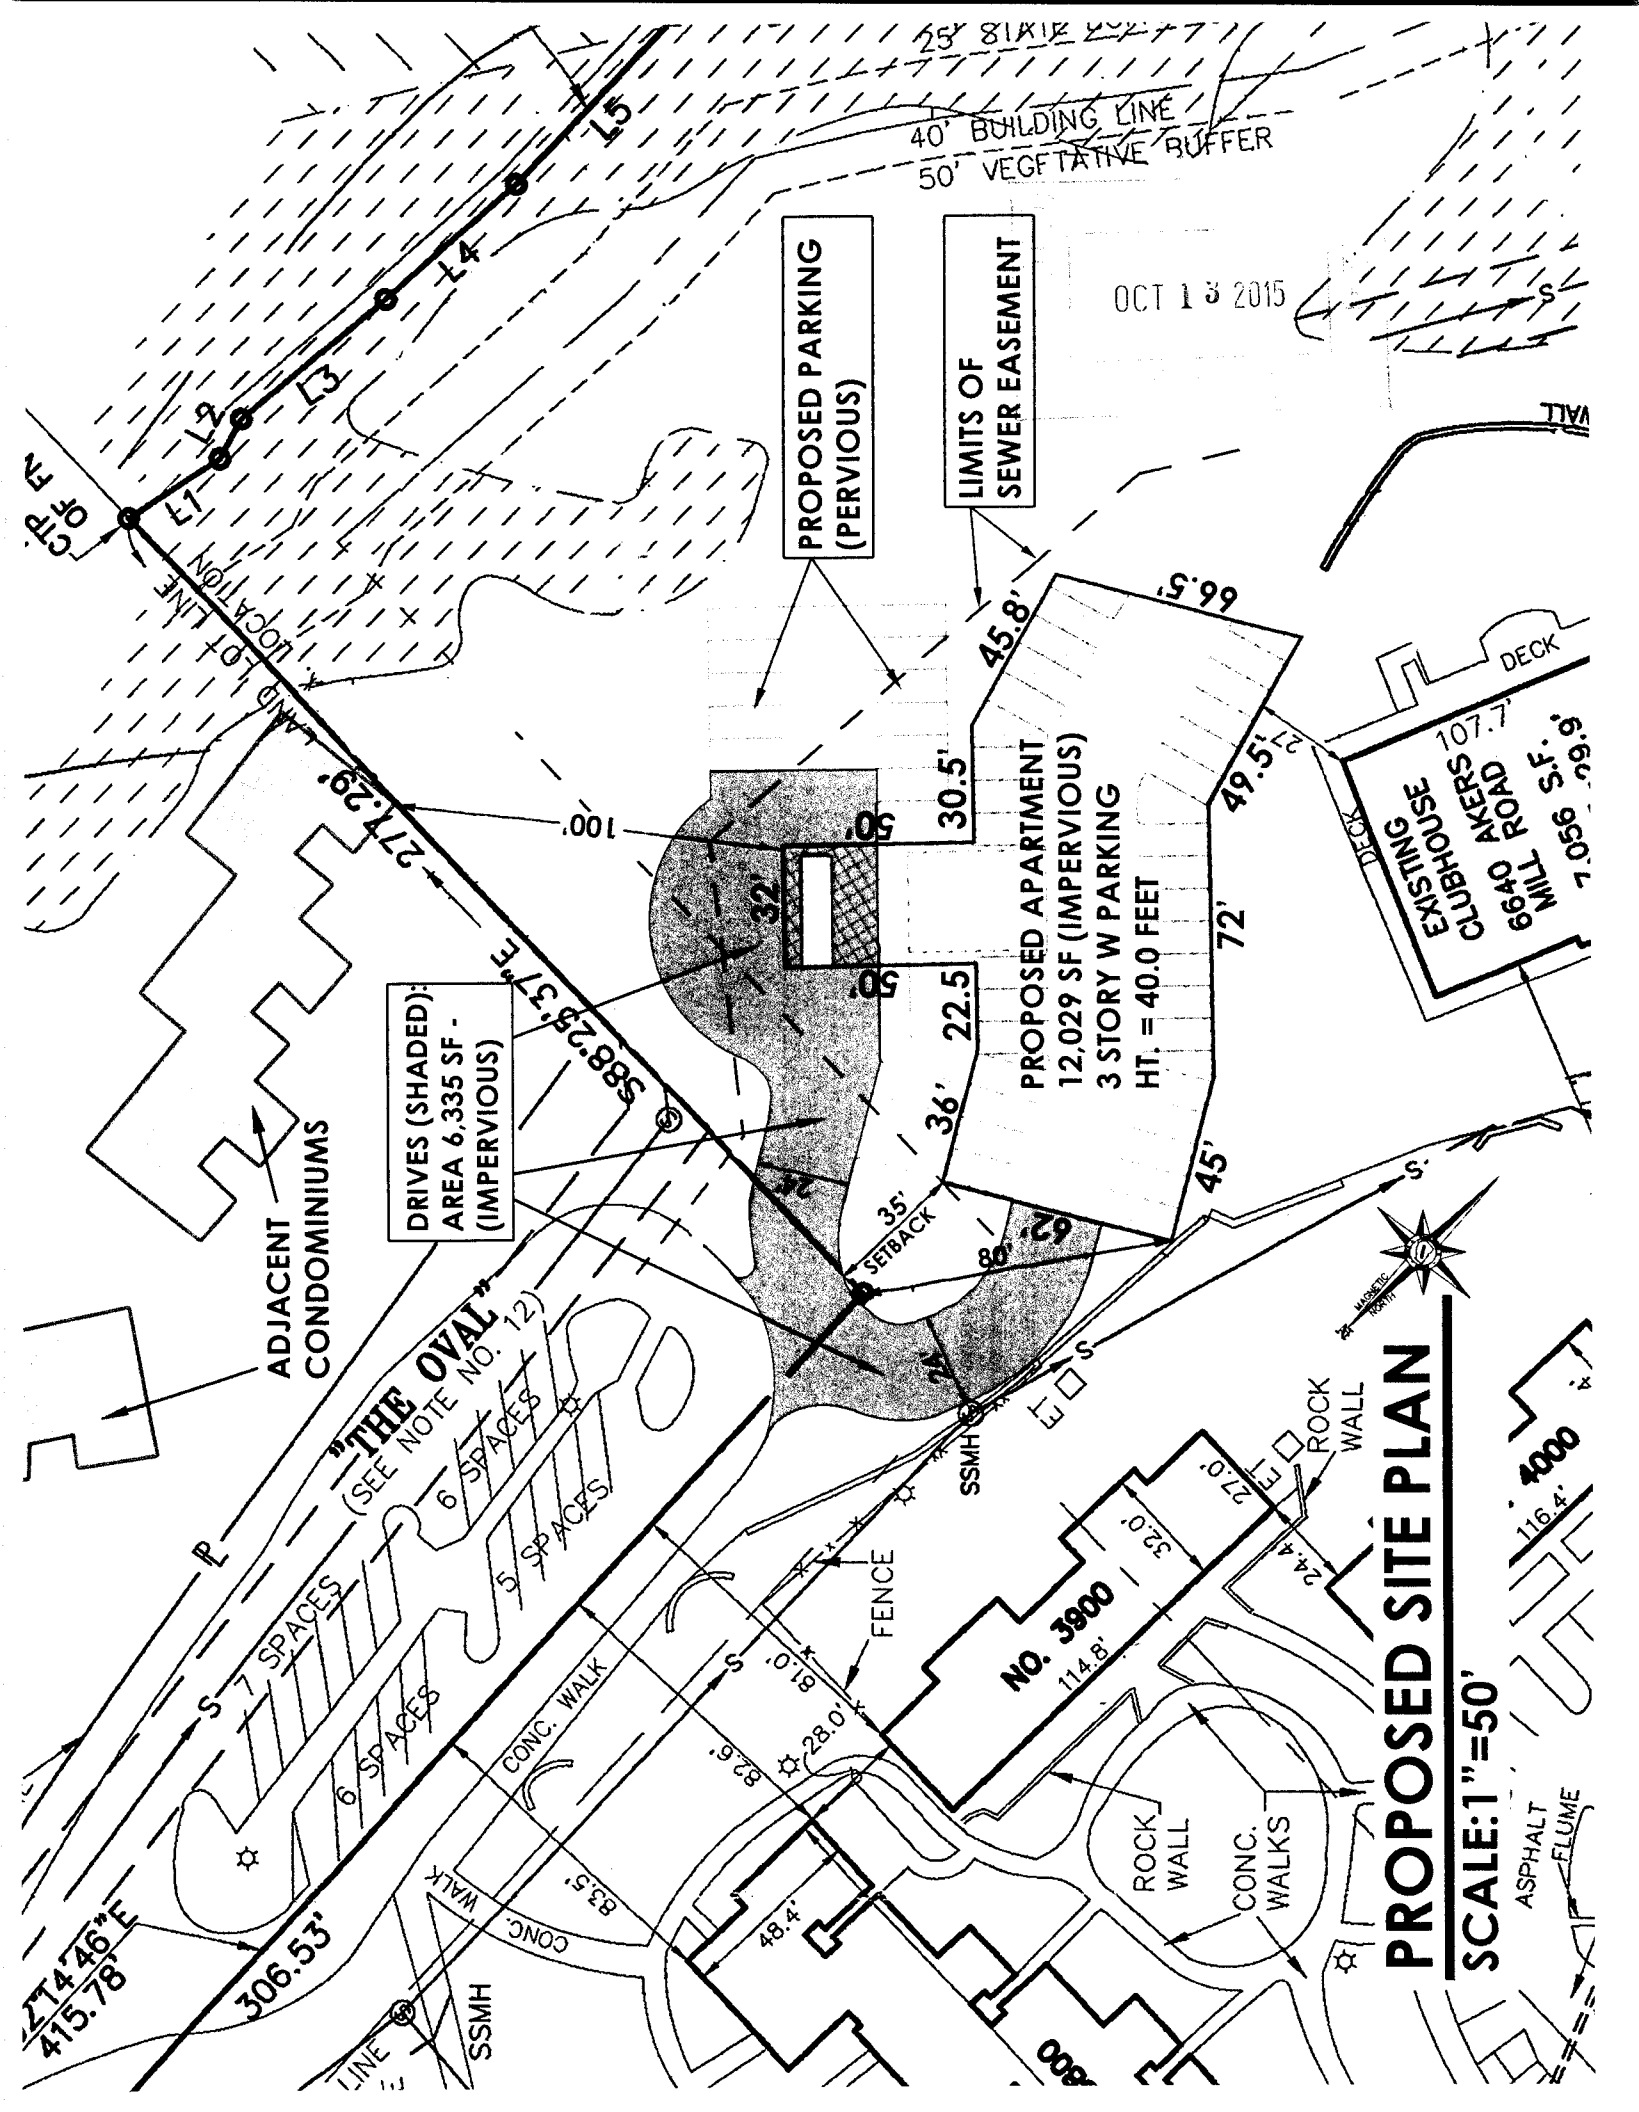 25' STATE
40' BUILDING LINE
50' VEGETATIVE BUFFER
L5
L4
L3
L2
L1
LAND LOT LINE
LOCATION
PROPOSED PARKING
(PERVIOUS)
LIMITS OF
SEWER EASEMENT
OCT 13 2015
S
DECK
DECK
EXISTING
CLUBHOUSE
6640 AKERS
MILL ROAD
7,056 S.F.
107.7'
27'
277.29'
S88°25'37"E
100'
ADJACENT
CONDOMINIUMS
DRIVES (SHADED):
AREA 6,335 SF -
(IMPERVIOUS)
PROPOSED APARTMENT
12,029 SF (IMPERVIOUS)
3 STORY W PARKING
HT. = 40.0 FEET
45.8'
66.5'
30.5'
49.5'
50'
32'
50'
72'
22.5
36'
45'
62'
80'
35'
SETBACK
24'
24'
S
S
S
"THE OVAL"
(SEE NOTE NO. 12)
6 SPACES
5 SPACES
7 SPACES
6 SPACES
S
S
SSMH
FENCE
E
E
ROCK
WALL
MAGNETIC
NORTH
NO. 3900
114.8'
32.0'
27.0'
24.4'
28.0'
81.0'
82.6'
83.5'
48.4'
CONC. WALK
CONC. WALK
306.53'
415.78'
SSMH
S
LINE
ROCK
WALL
CONC.
WALKS
4000
116.4'
ASPHALT
FLUME
PROPOSED SITE PLAN
SCALE:1"=50'